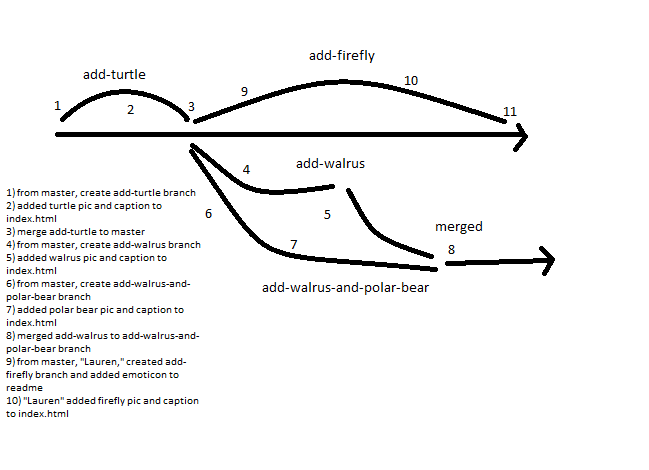 add-firefly
add-turtle
9
10
1
2
3
11
4
add-walrus
6
5
merged
7
8
add-walrus-and-polar-bear
1) from master, create add-turtle branch
2) added turtle pic and caption to
index.html
3) merge add-turtle to master
4) from master, create add-walrus branch
5) added walrus pic and caption to
index.html
6) from master, create add-walrus-and-
polar-bear branch
7) added polar bear pic and caption to
index.html
8) merged add-walrus to add-walrus-and-
polar-bear branch
9) from master, "Lauren," created add-
firefly branch and added emoticon to
readme
10) "Lauren" added firefly pic and caption
to index.html